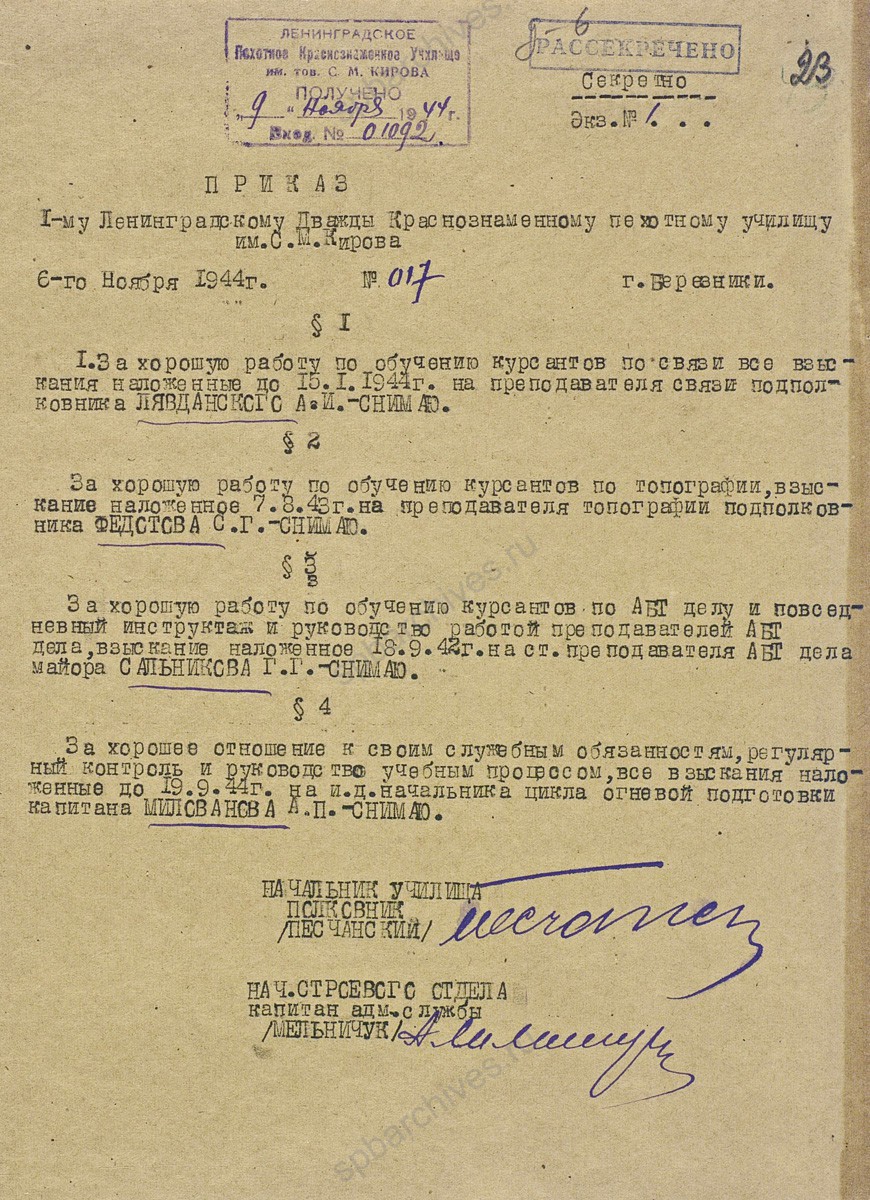 ЛЕНИНГРАДСКОЕ
Пехотное Краснознаменное Училище
им. тов. С. М. КИРОВА
ПОЛУЧЕНО
„ 9 " Ноября 1944 г.
Вход. № 01092
6
РАССЕКРЕЧЕНО
23
Секретно
Экз.№ 1. . .
ПРИКАЗ
I-му Ленинградскому Дважды Краснознаменному пехотному училищу
им.С.М.Кирова
6-го Ноября 1944г. № 017 г.Березники.
§ I
I.За хорошую работу по обучению курсантов по связи все взыс-
кания наложенные до 15.I.1944г. на преподавателя связи подпол-
ковника ЛЯВДАНСКОГО А.И.-СНИМАЮ.
§ 2
За хорошую работу по обучению курсантов по топографии,взыс-
кание наложенное 7.8.43г.на преподавателя топографии подполков-
ника ФЕДОТОВА С.Г.-СНИМАЮ.
§ 3
За хорошую работу по обучению курсантов по АБТ делу и повсед-
невный инструктаж и руководство работой преподавателей АБТ
дела,взыскание наложенное 18.9.42г.на ст.преподавателя АБТ дела
майора САЛЬНИКОВА Г.Г.-СНИМАЮ.
§ 4
За хорошее отношение к своим служебным обязанностям,регуляр-
ный контроль и руководство учебным процессом,все взыскания нало-
женные до 19.9.44г. на и.д.начальника цикла огневой подготовки
капитана МИЛОВАНОВА А.П.-СНИМАЮ.
НАЧАЛЬНИК УЧИЛИЩА
ПОЛКОВНИК
/ПЕСЧАНСКИЙ/
НАЧ.СТРОЕВОГО ОТДЕЛА
капитан адм.службы
/МЕЛЬНИЧУК/
spbarchives.ru